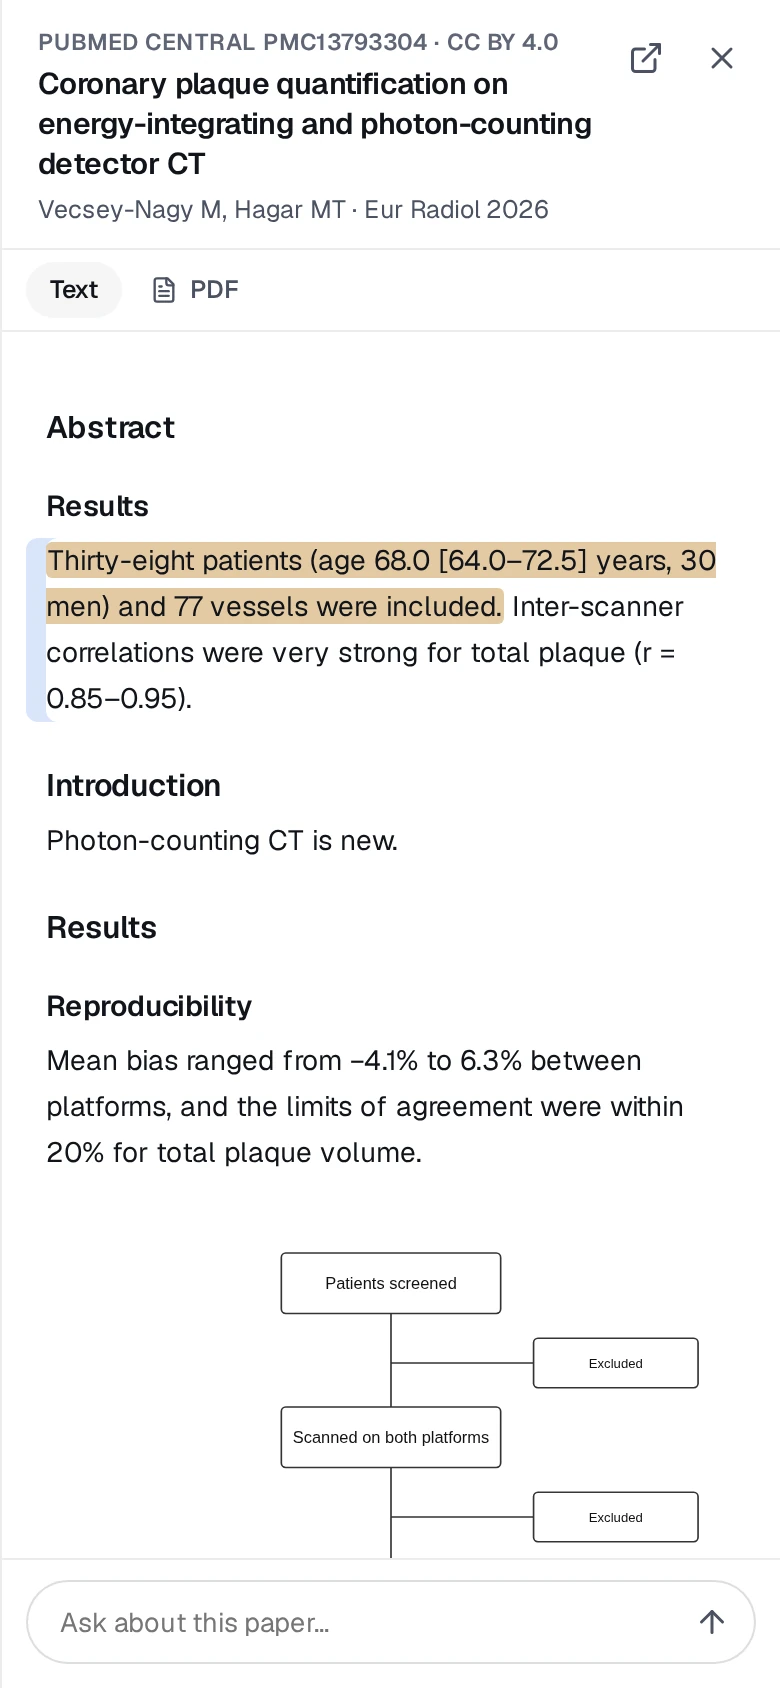 PUBMED CENTRAL PMC13793304 · CC BY 4.0
Coronary plaque quantification on
energy-integrating and photon-counting
detector CT
Vecsey-Nagy M, Hagar MT · Eur Radiol 2026
Text
PDF
Abstract
Results
Thirty-eight patients (age 68.0 [64.0–72.5] years, 30
men) and 77 vessels were included. Inter-scanner
correlations were very strong for total plaque (r =
0.85–0.95).
Introduction
Photon-counting CT is new.
Results
Reproducibility
Mean bias ranged from −4.1% to 6.3% between
platforms, and the limits of agreement were within
20% for total plaque volume.
Patients screened
Excluded
Scanned on both platforms
Excluded
Ask about this paper...